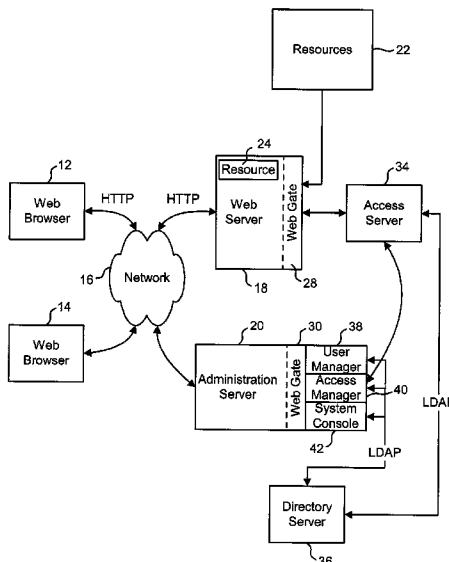 Resources
22
24
Resource
Web Server
Web Gate
18
28
12
Web Browser
HTTP
HTTP
34
Access Server
16
Network
14
Web Browser
20
30
38
Administration Server
Web Gate
User Manager
Access Manager
40
System Console
42
LDAP
LDA
Directory Server
36